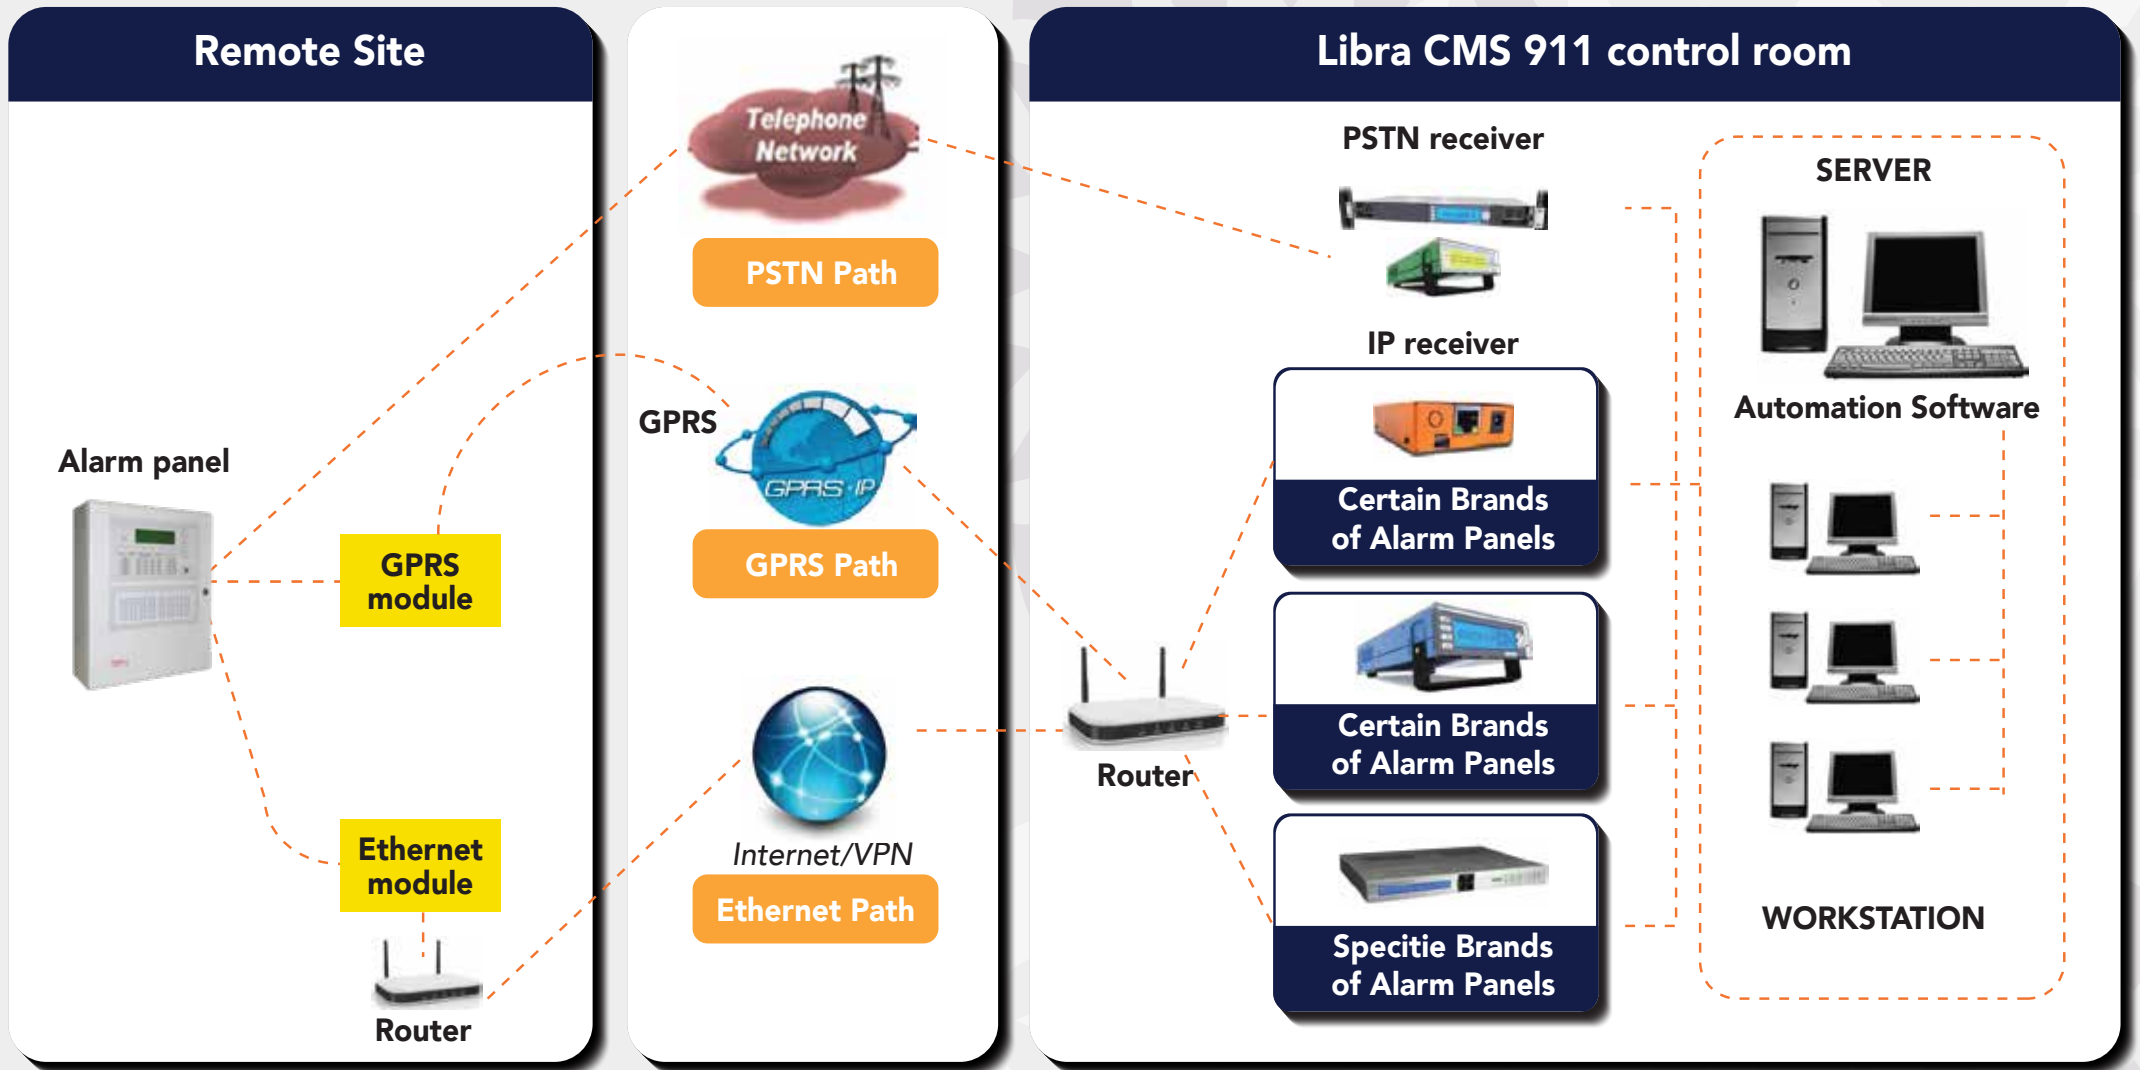 Remote Site
Alarm panel
GPRS
module
Ethernet
module
Router
Telephone
Network
PSTN Path
GPRS
GPRS IP
GPRS Path
Internet/VPN
Ethernet Path
Libra CMS 911 control room
PSTN receiver
IP receiver
Certain Brands
of Alarm Panels
Certain Brands
of Alarm Panels
Specitie Brands
of Alarm Panels
Router
SERVER
Automation Software
WORKSTATION